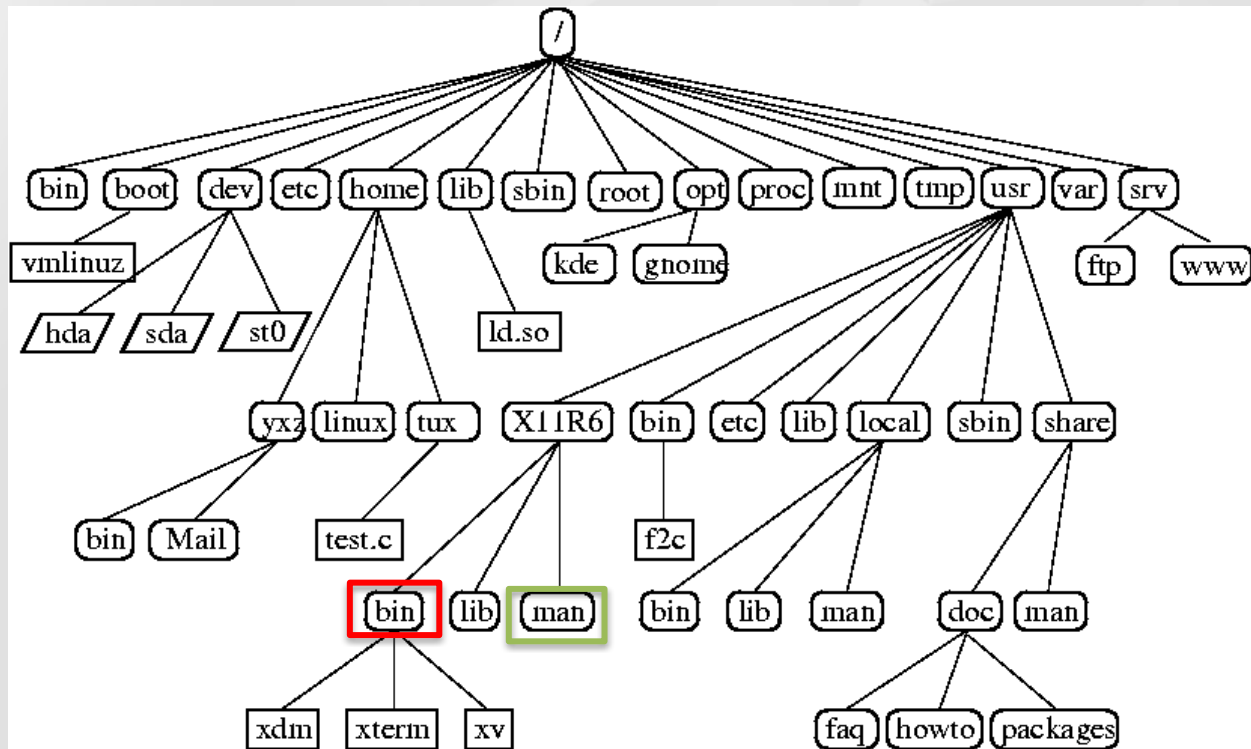 /
bin boot dev etc home lib sbin root opt proc mnt tmp usr var srv
vmlinuz kde gnome ftp www
hda sda st0 ld.so
yxz linux tux X11R6 bin etc lib local sbin share
bin Mail test.c f2c
bin lib man bin lib man doc man
xdm xterm xv faq howto packages